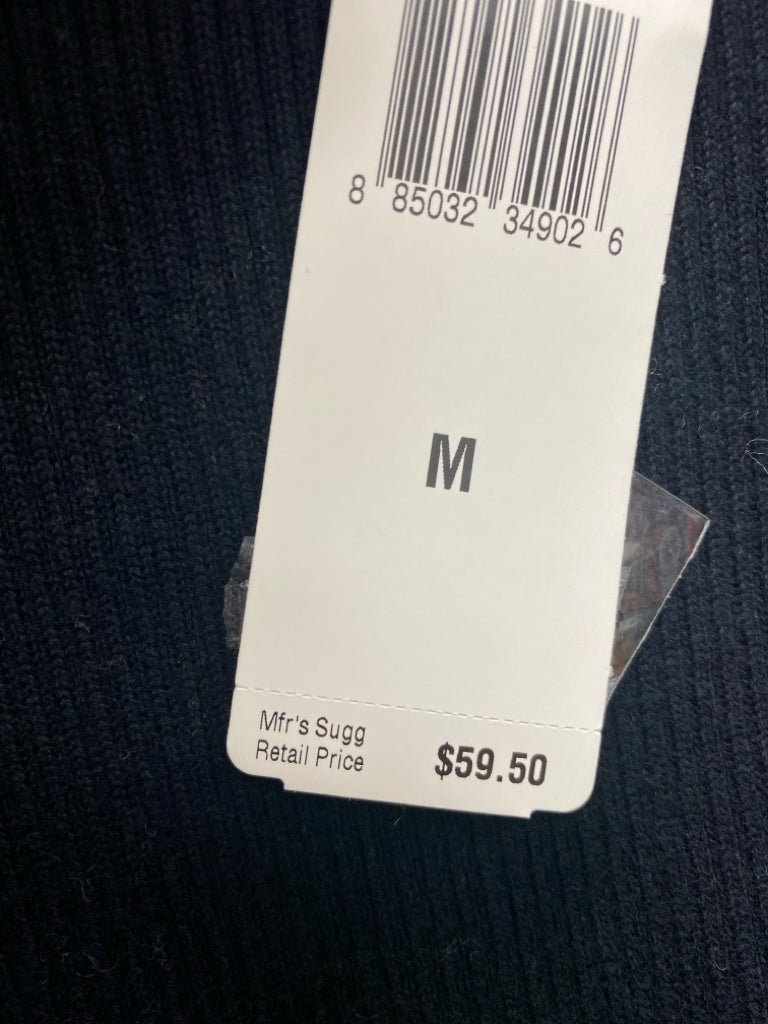 8 85032 34902 6
M
Mfr's Sugg
Retail Price $59.50